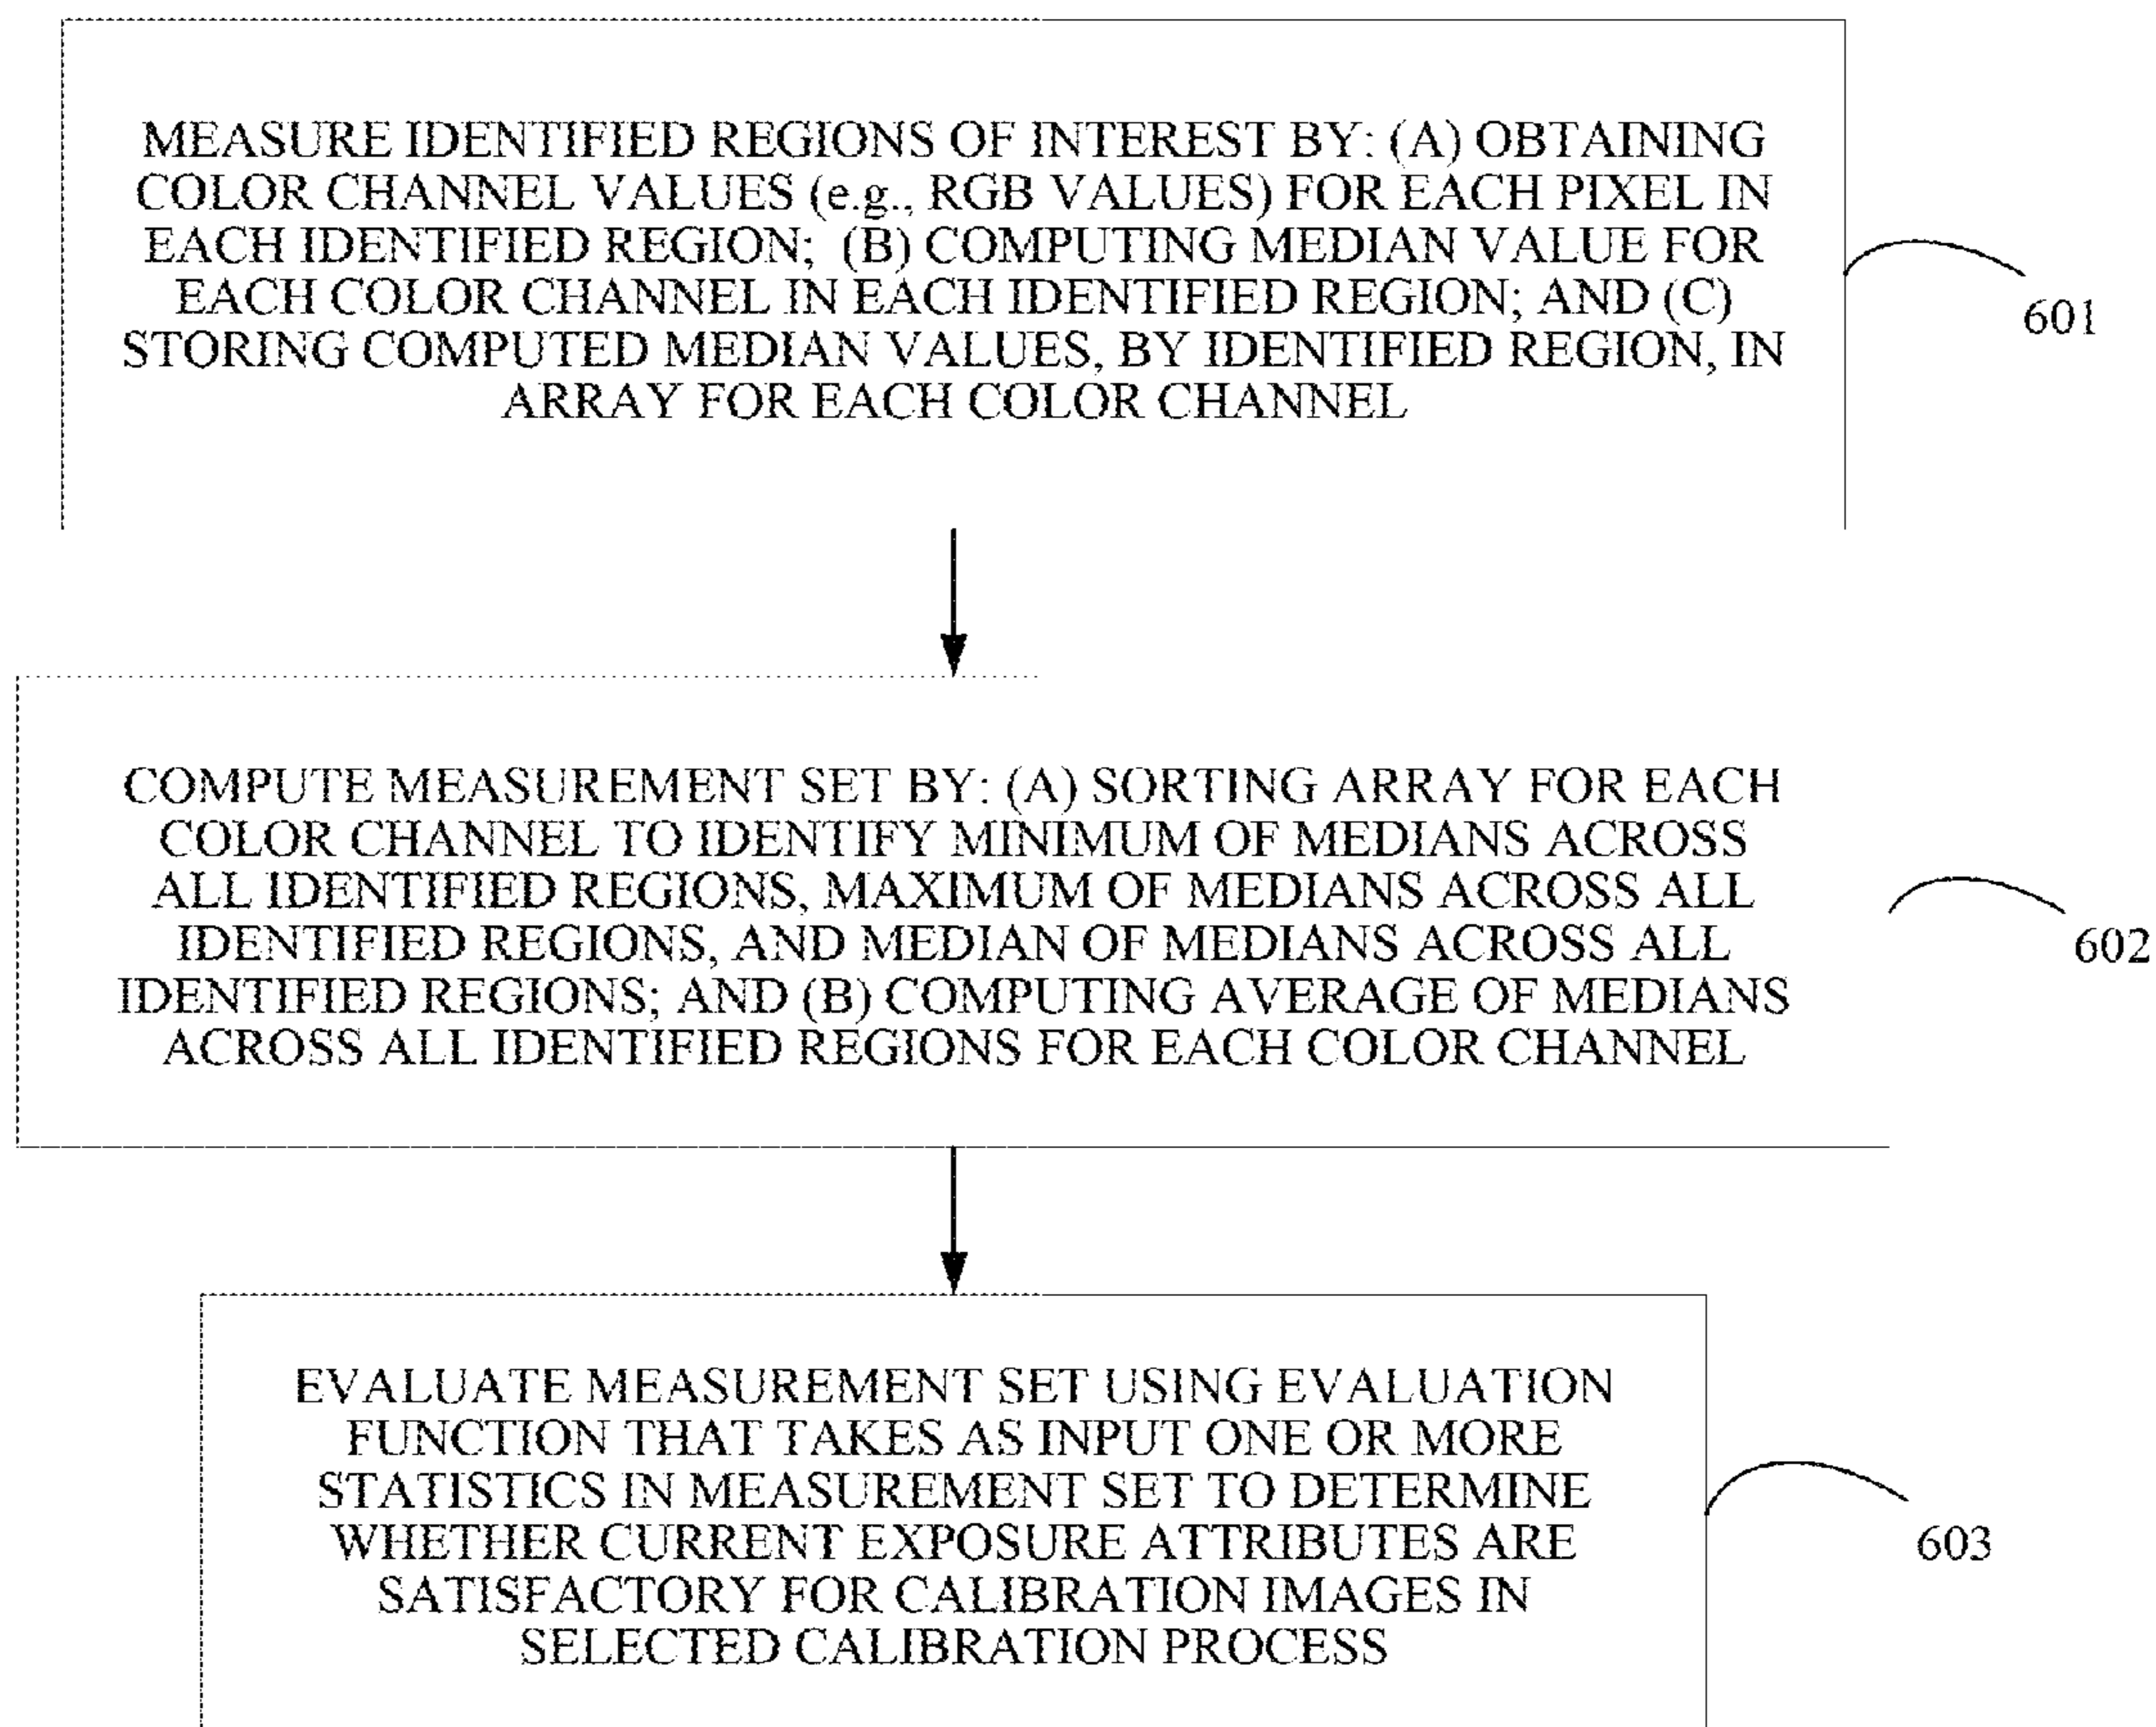 MEASURE IDENTIFIED REGIONS OF INTEREST BY: (A) OBTAINING
COLOR CHANNEL VALUES (e.g., RGB VALUES) FOR EACH PIXEL IN
EACH IDENTIFIED REGION; (B) COMPUTING MEDIAN VALUE FOR
EACH COLOR CHANNEL IN EACH IDENTIFIED REGION; AND (C)
STORING COMPUTED MEDIAN VALUES, BY IDENTIFIED REGION, IN
ARRAY FOR EACH COLOR CHANNEL
601
COMPUTE MEASUREMENT SET BY: (A) SORTING ARRAY FOR EACH
COLOR CHANNEL TO IDENTIFY MINIMUM OF MEDIANS ACROSS
ALL IDENTIFIED REGIONS, MAXIMUM OF MEDIANS ACROSS ALL
IDENTIFIED REGIONS, AND MEDIAN OF MEDIANS ACROSS ALL
IDENTIFIED REGIONS; AND (B) COMPUTING AVERAGE OF MEDIANS
ACROSS ALL IDENTIFIED REGIONS FOR EACH COLOR CHANNEL
602
EVALUATE MEASUREMENT SET USING EVALUATION
FUNCTION THAT TAKES AS INPUT ONE OR MORE
STATISTICS IN MEASUREMENT SET TO DETERMINE
WHETHER CURRENT EXPOSURE ATTRIBUTES ARE
SATISFACTORY FOR CALIBRATION IMAGES IN
SELECTED CALIBRATION PROCESS
603